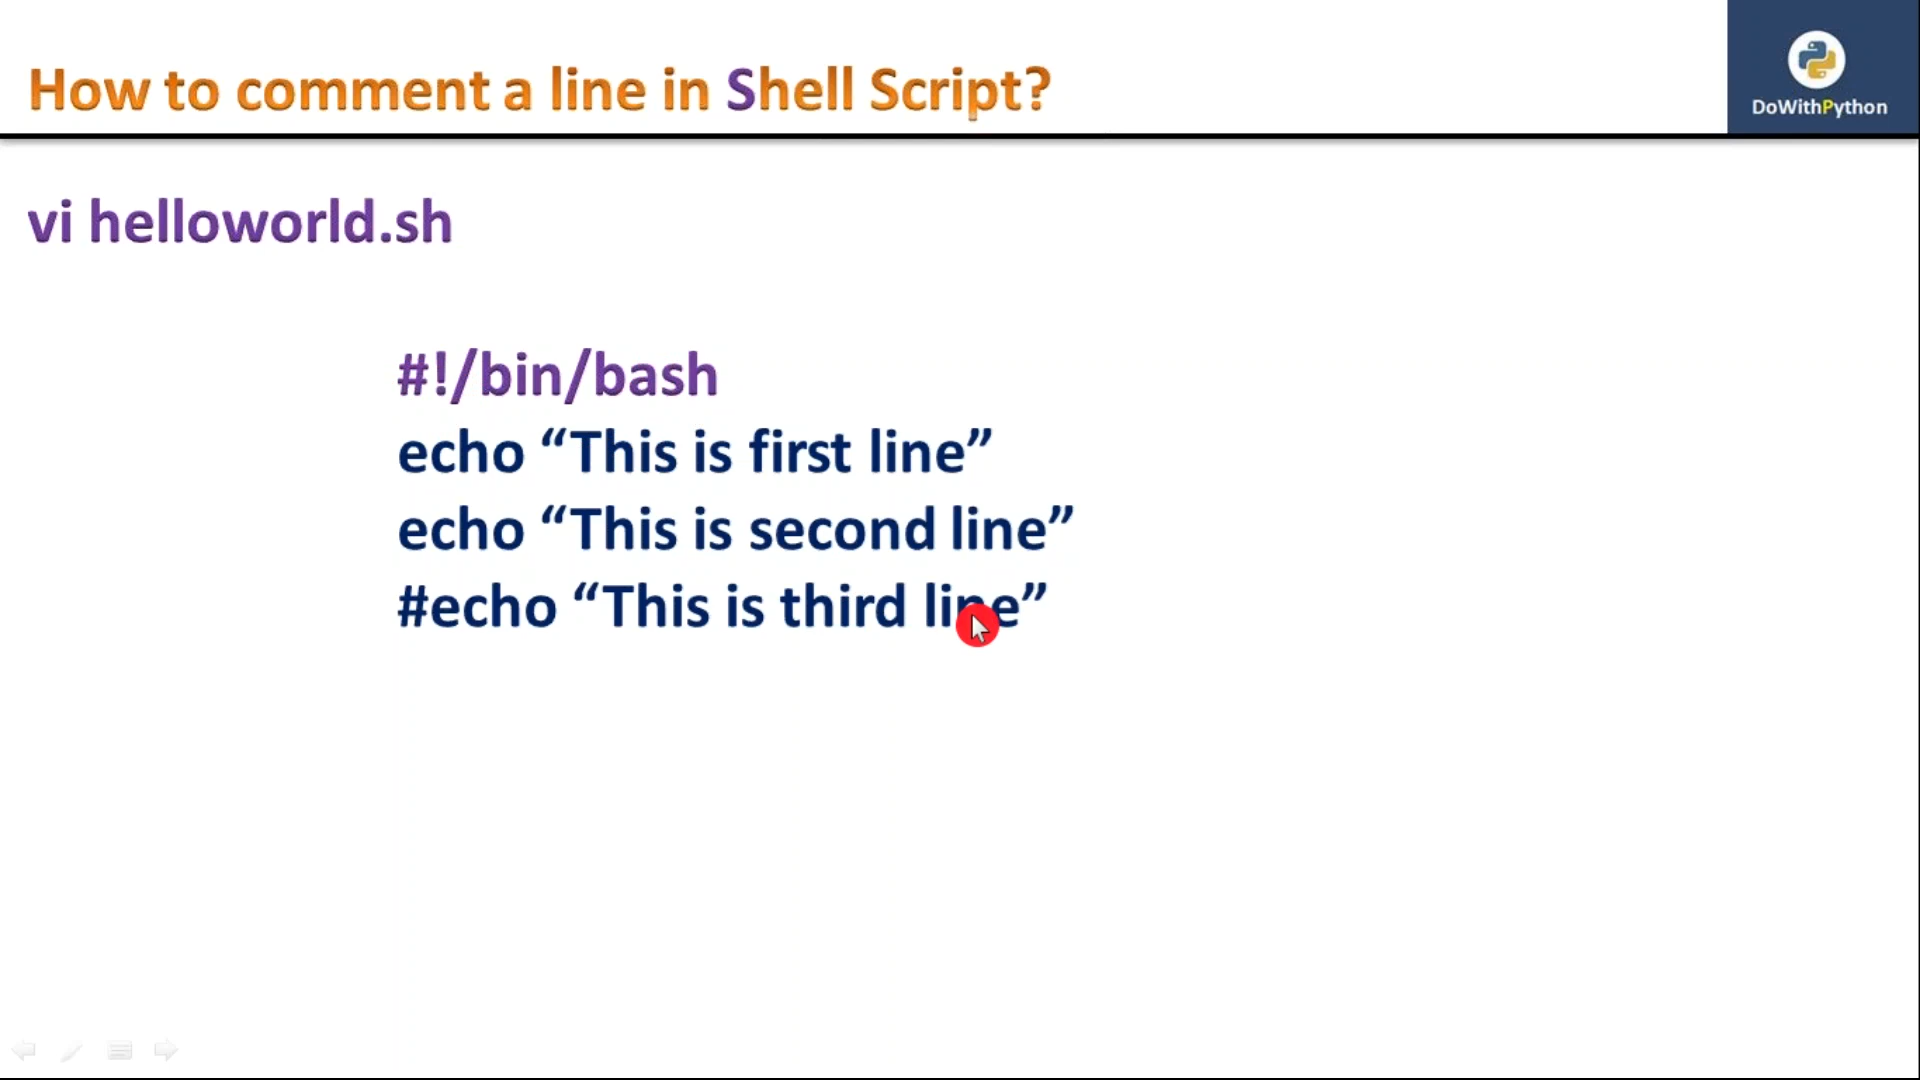 How to comment a line in Shell Script?
DoWithPython
vi helloworld.sh
#!/bin/bash
echo “This is first line”
echo “This is second line”
#echo “This is third line”